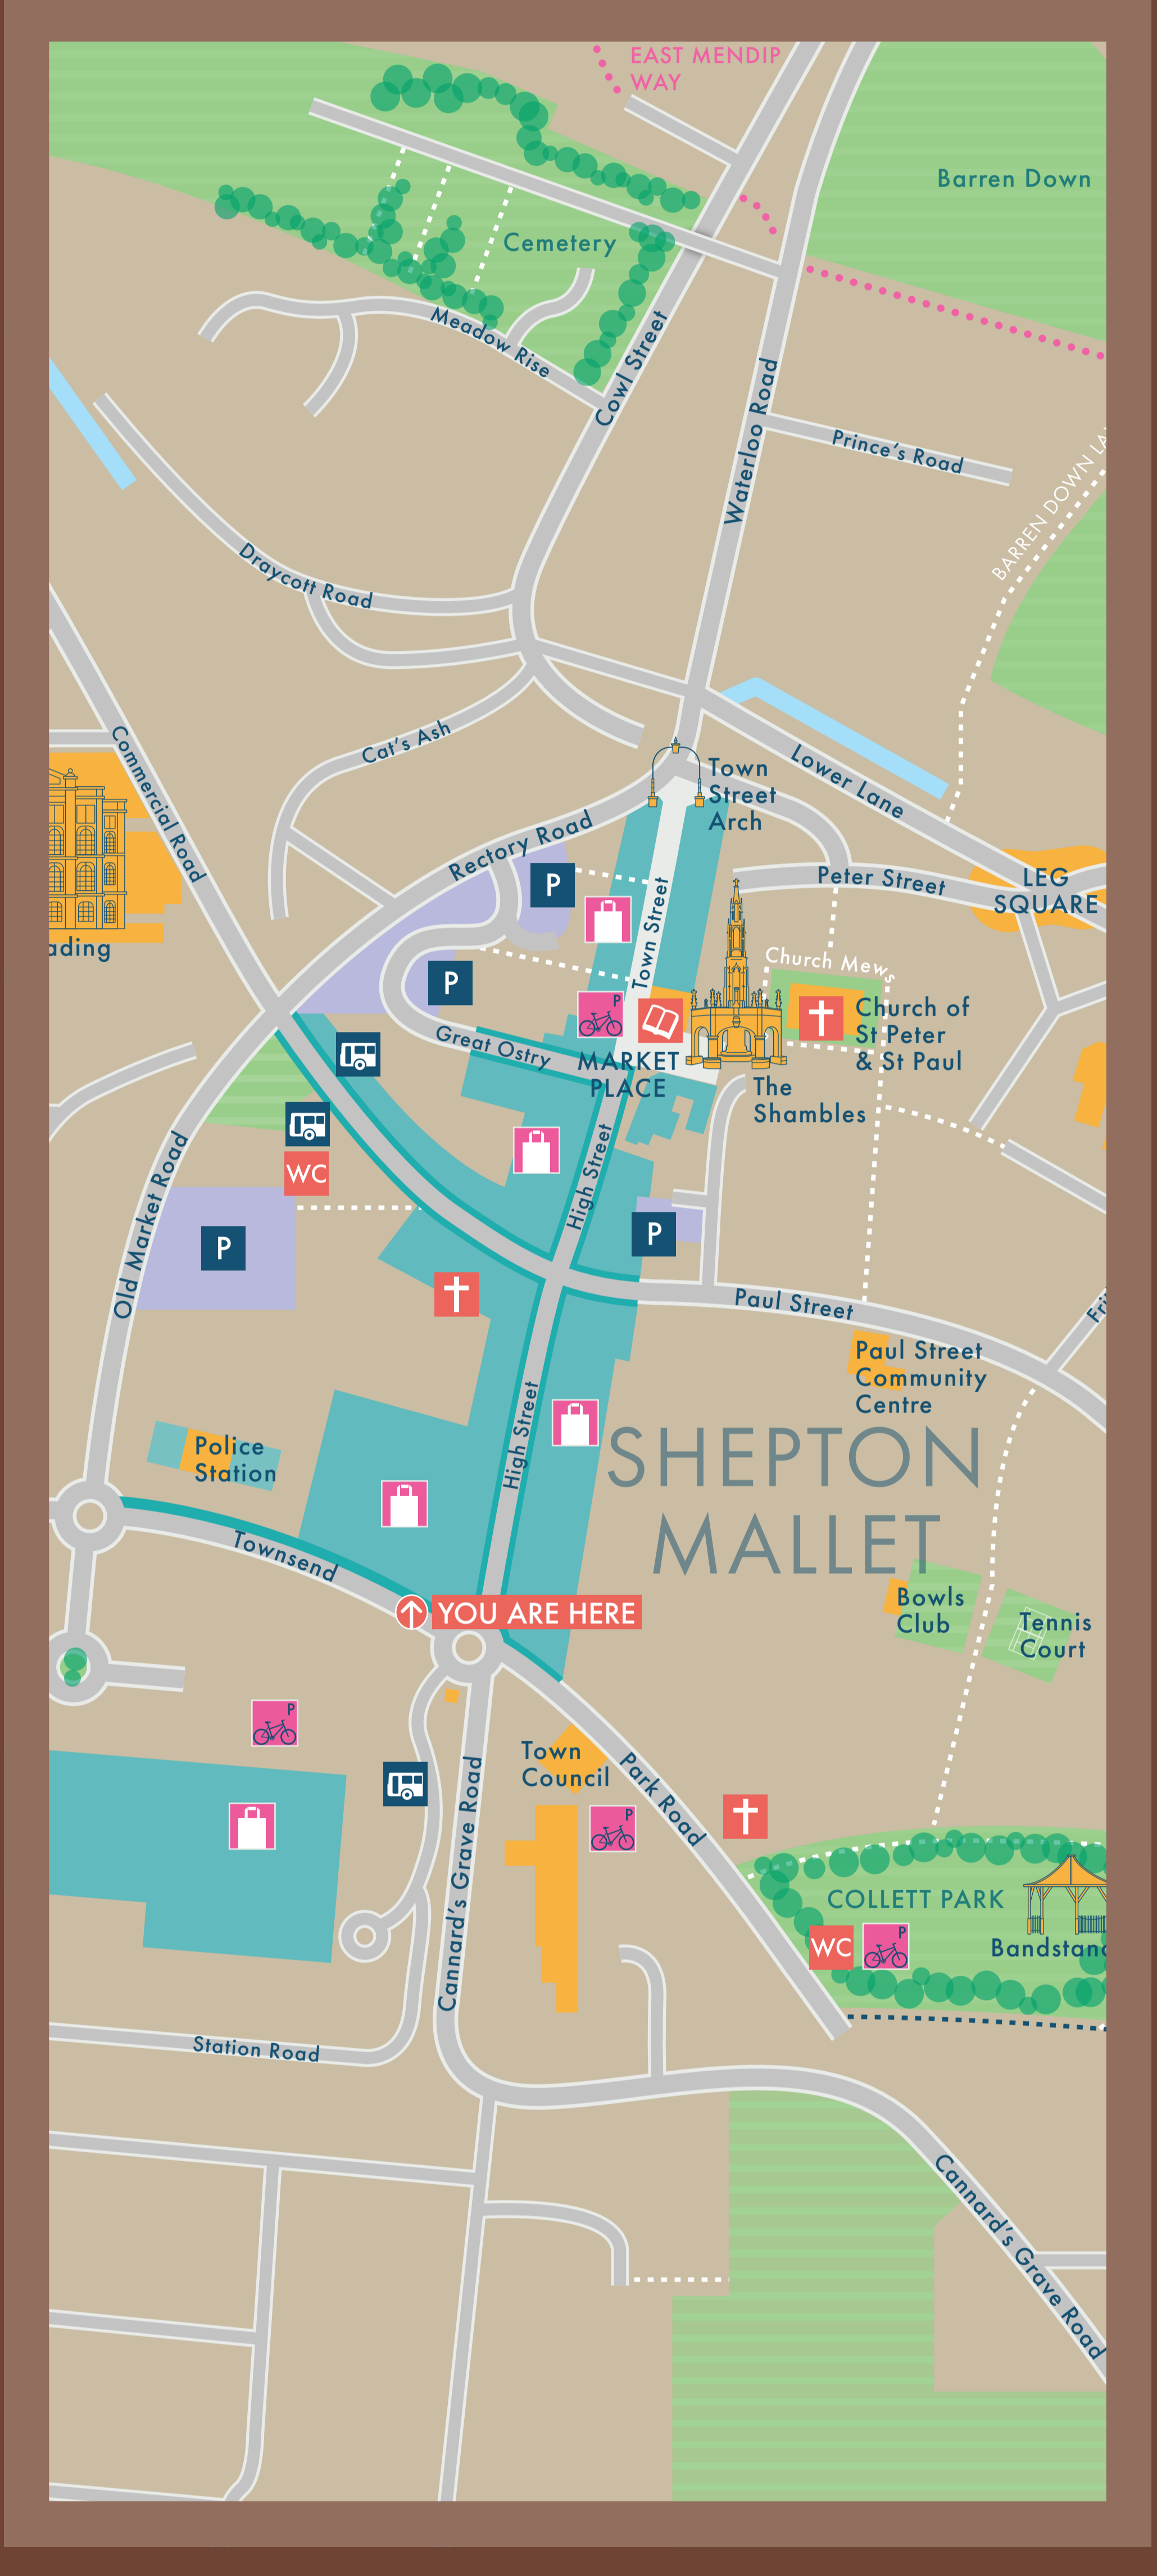 EAST MENDIP
WAY
Barren Down
Cemetery
Meadow Rise
Cowl Street
Waterloo Road
Prince's Road
BARREN DOWN LA
Draycott Road
Commercial Road
Cat's Ash
Lower Lane
Town
Street
Arch
Rectory Road
P
Town Street
Peter Street
LEG
SQUARE
ading
Church Mews
P
P
Church of
St Peter
& St Paul
Great Ostry
MARKET
PLACE
The
Shambles
WC
Old Market Road
High Street
P
P
Paul Street
Fri
Paul Street
Community
Centre
High Street
SHEPTON
MALLET
Police
Station
Townsend
YOU ARE HERE
Bowls
Club
Tennis
Court
P
Town
Council
Park Road
P
Cannard's Grave Road
COLLETT PARK
WC
P
Bandstand
Station Road
Cannard's Grave Road